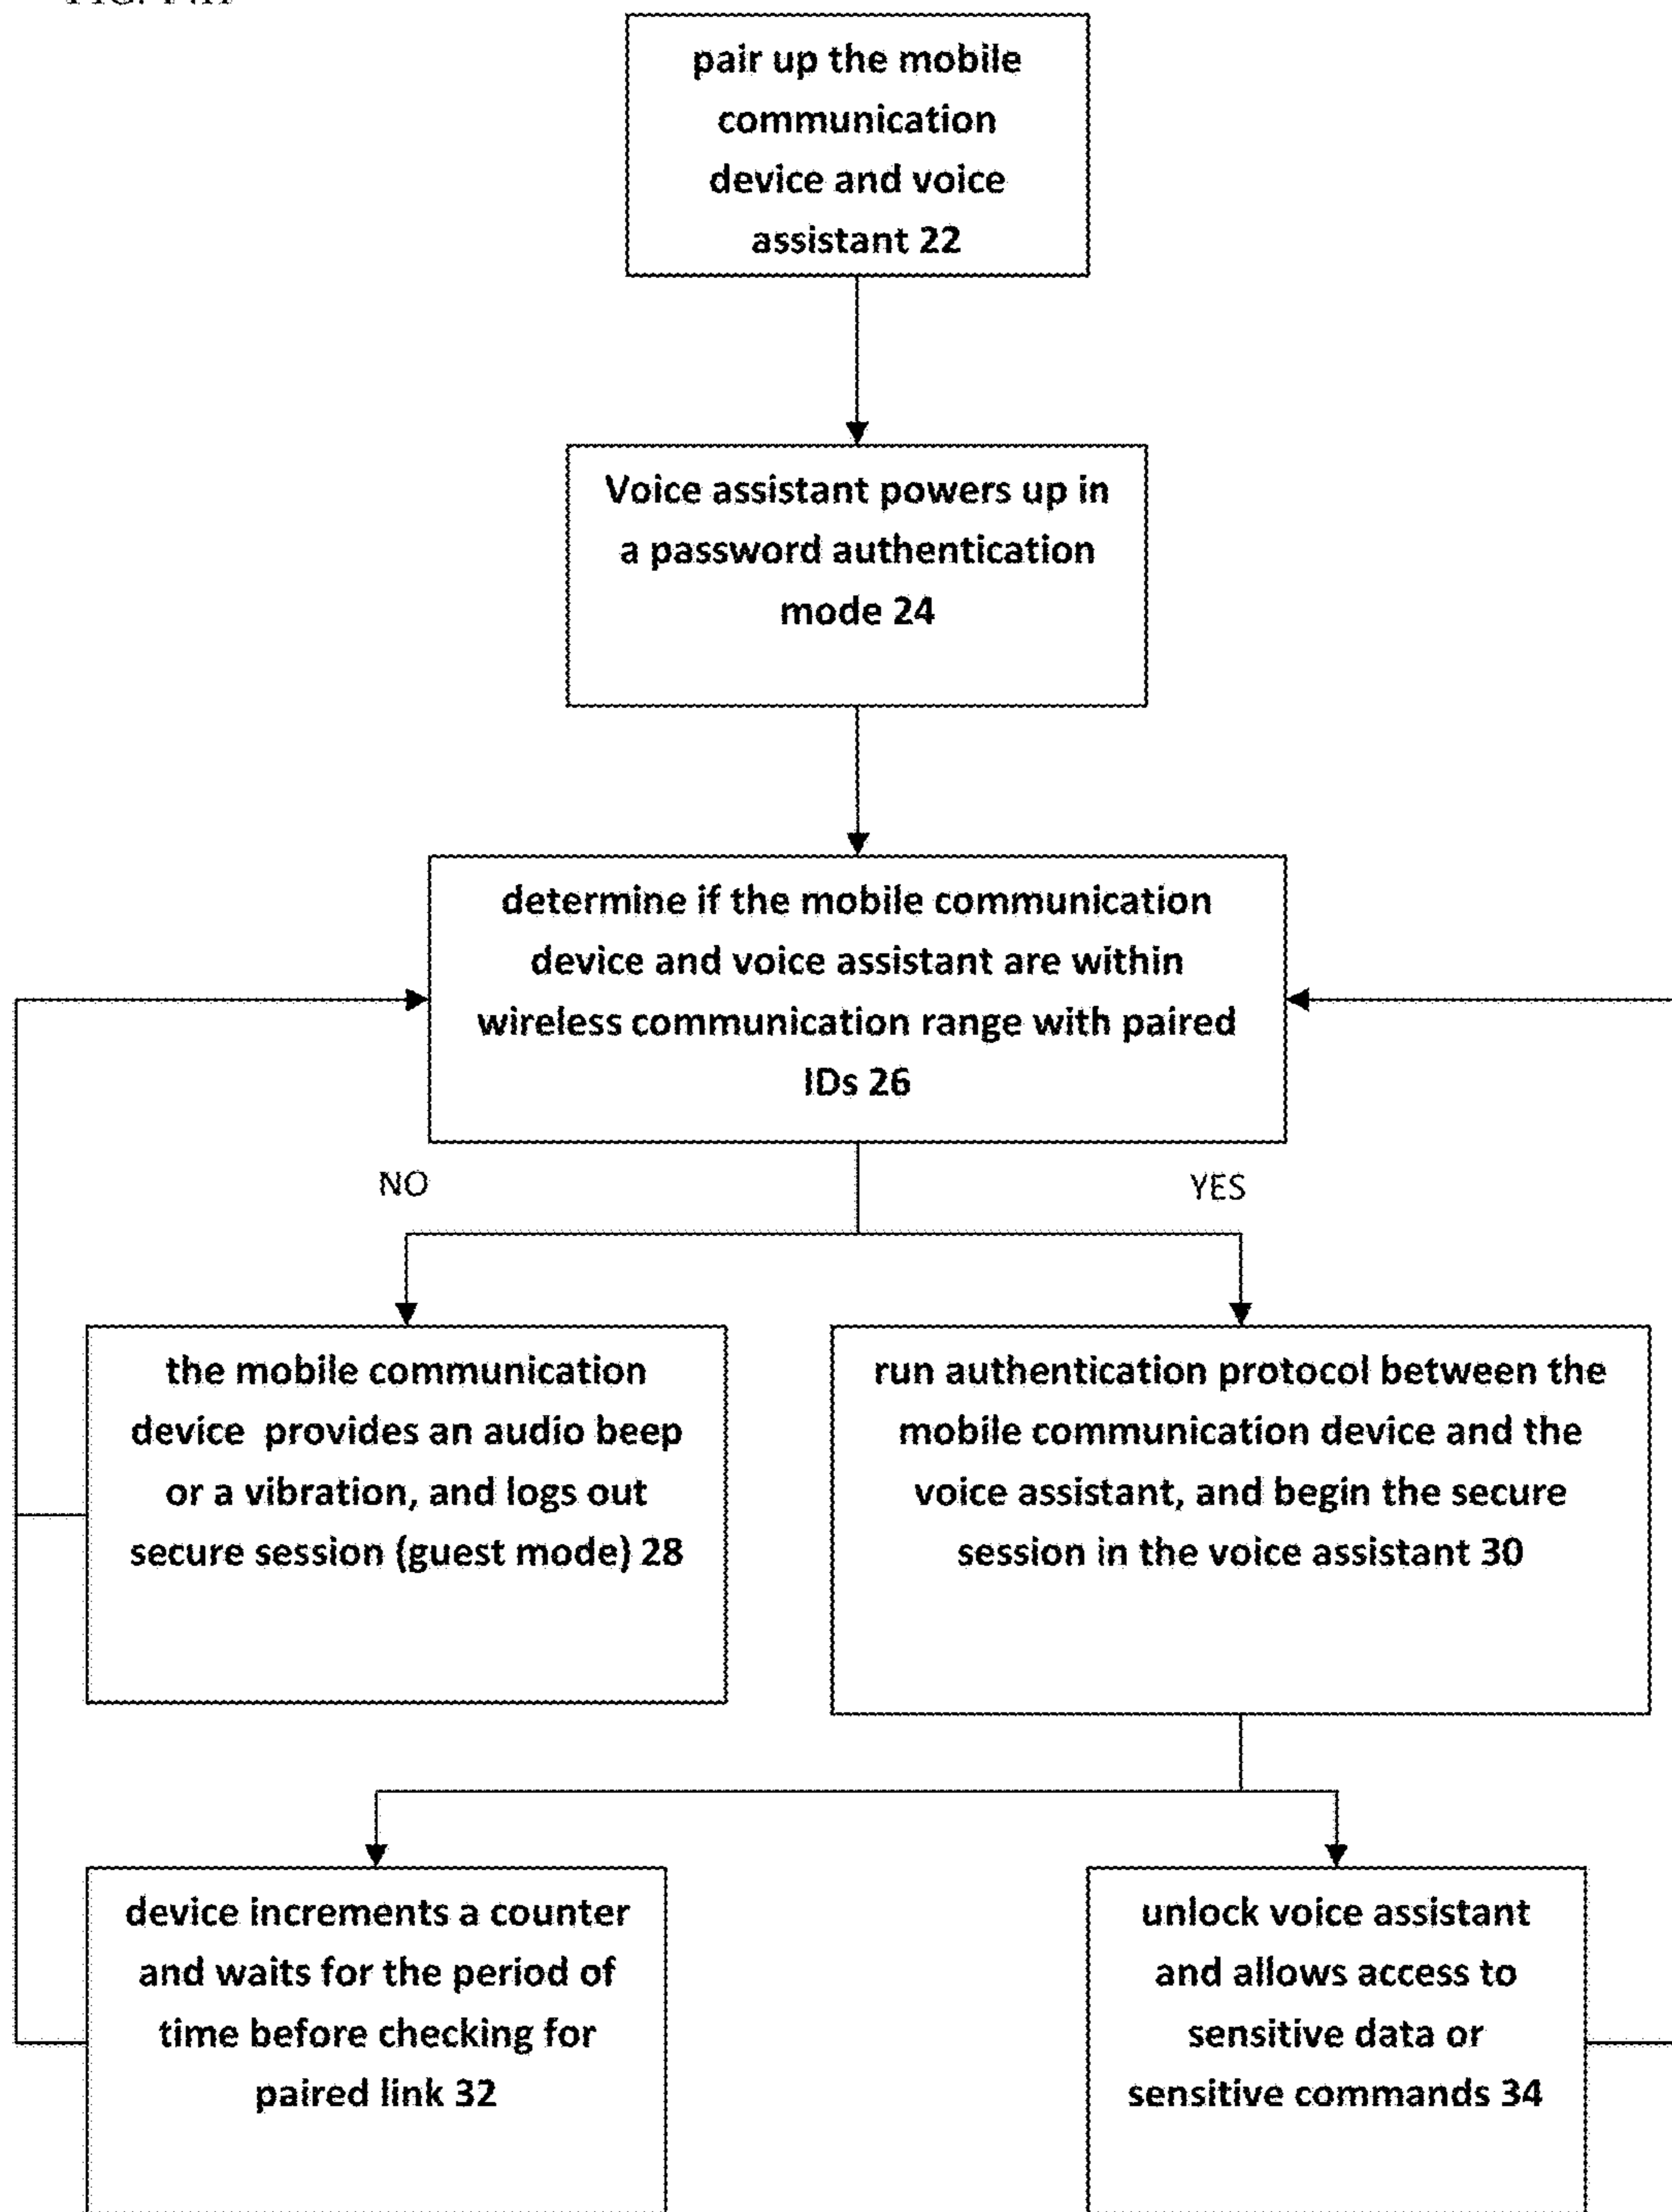 pair up the mobile
communication
device and voice
assistant 22
Voice assistant powers up in
a password authentication
mode 24
determine if the mobile communication
device and voice assistant are within
wireless communication range with paired
IDs 26
NO
YES
the mobile communication
device provides an audio beep
or a vibration, and logs out
secure session (guest mode) 28
run authentication protocol between the
mobile communication device and the
voice assistant, and begin the secure
session in the voice assistant 30
device increments a counter
and waits for the period of
time before checking for
paired link 32
unlock voice assistant
and allows access to
sensitive data or
sensitive commands 34